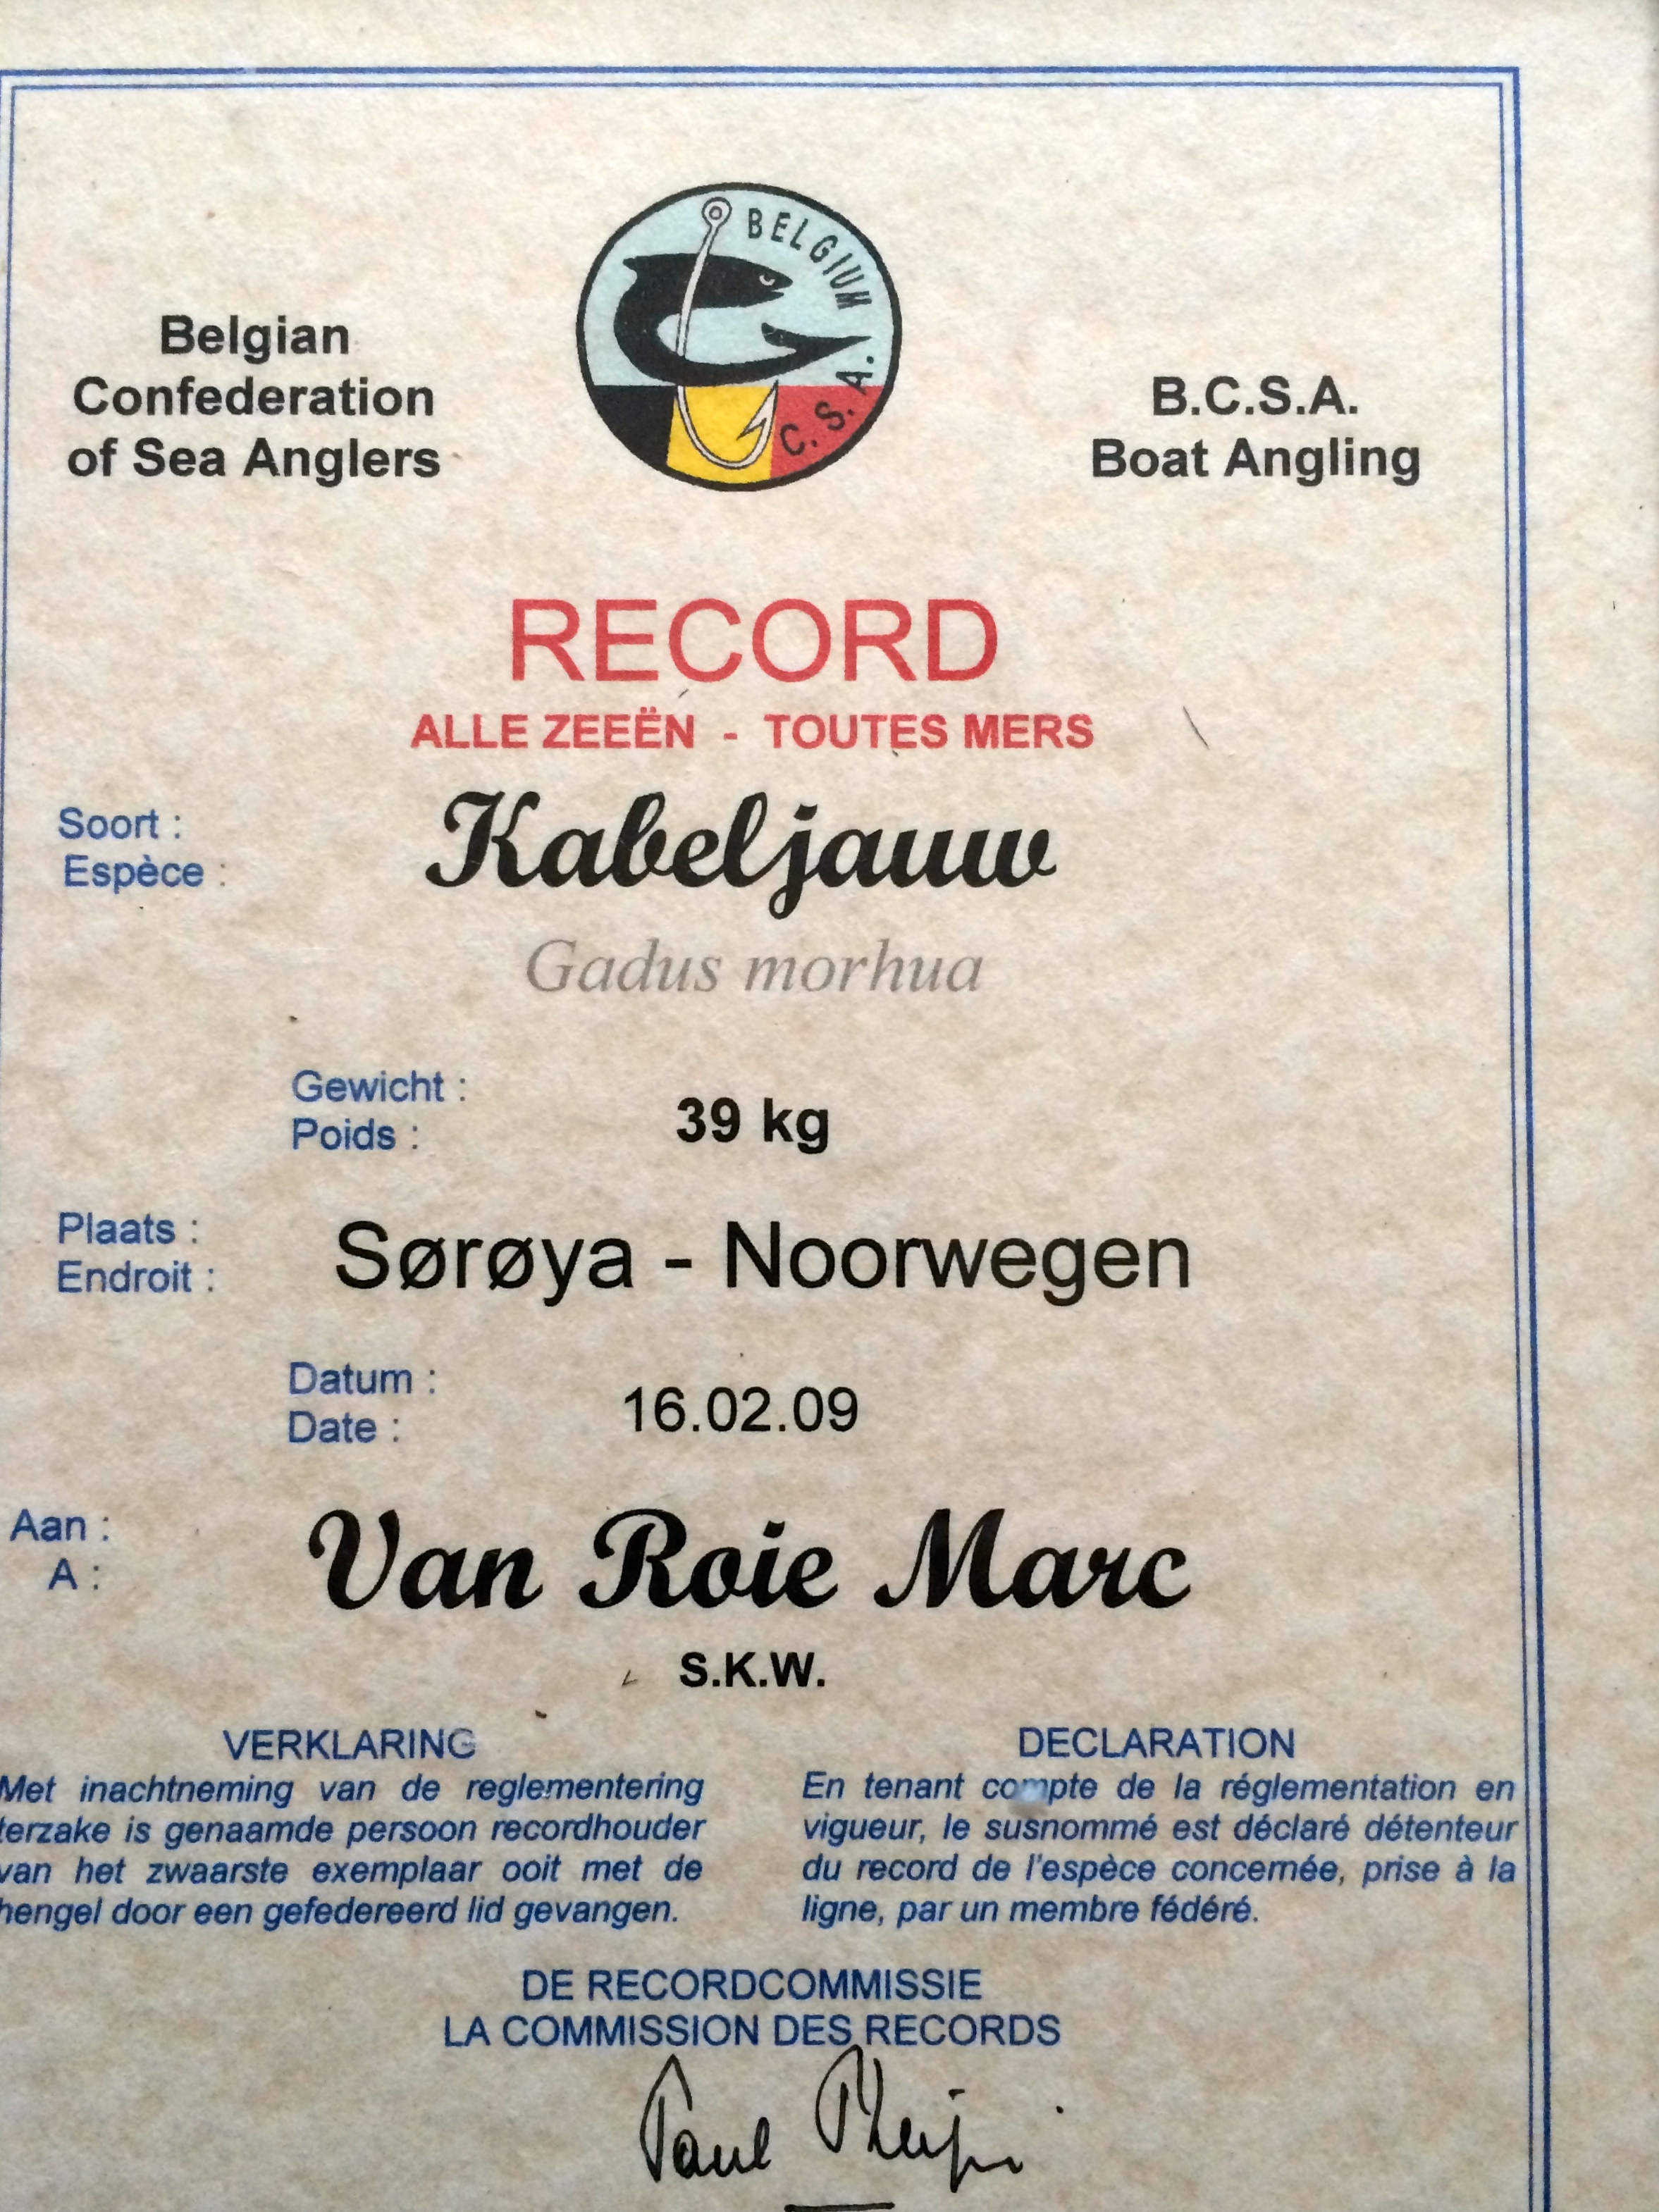 BELGIUM
C. S. A.
Belgian
Confederation
of Sea Anglers
B.C.S.A.
Boat Angling
RECORD
ALLE ZEEËN - TOUTES MERS
Soort :
Espèce :
Kabeljauw
Gadus morhua
Gewicht :
Poids :
39 kg
Plaats :
Endroit :
Sørøya - Noorwegen
Datum :
Date :
16.02.09
Aan :
A :
Van Roie Marc
S.K.W.
VERKLARING
Met inachtneming van de reglementering
terzake is genaamde persoon recordhouder
van het zwaarste exemplaar ooit met de
hengel door een gefedereerd lid gevangen.
DECLARATION
En tenant compte de la réglementation en
vigueur, le susnommé est déclaré détenteur
du record de l'espèce concernée, prise à la
ligne, par un membre fédéré.
DE RECORDCOMMISSIE
LA COMMISSION DES RECORDS
Paul